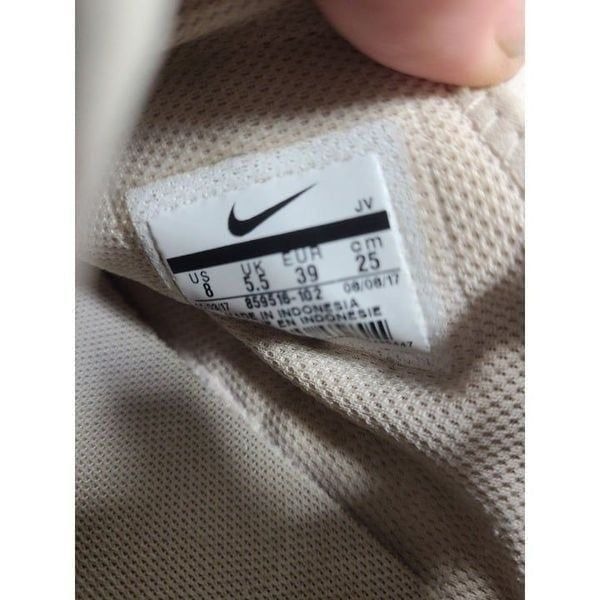 JV
US UK EUR cm
8 5.5 39 25
859516-102 08/08/17
MADE IN INDONESIA
EN INDONESIE